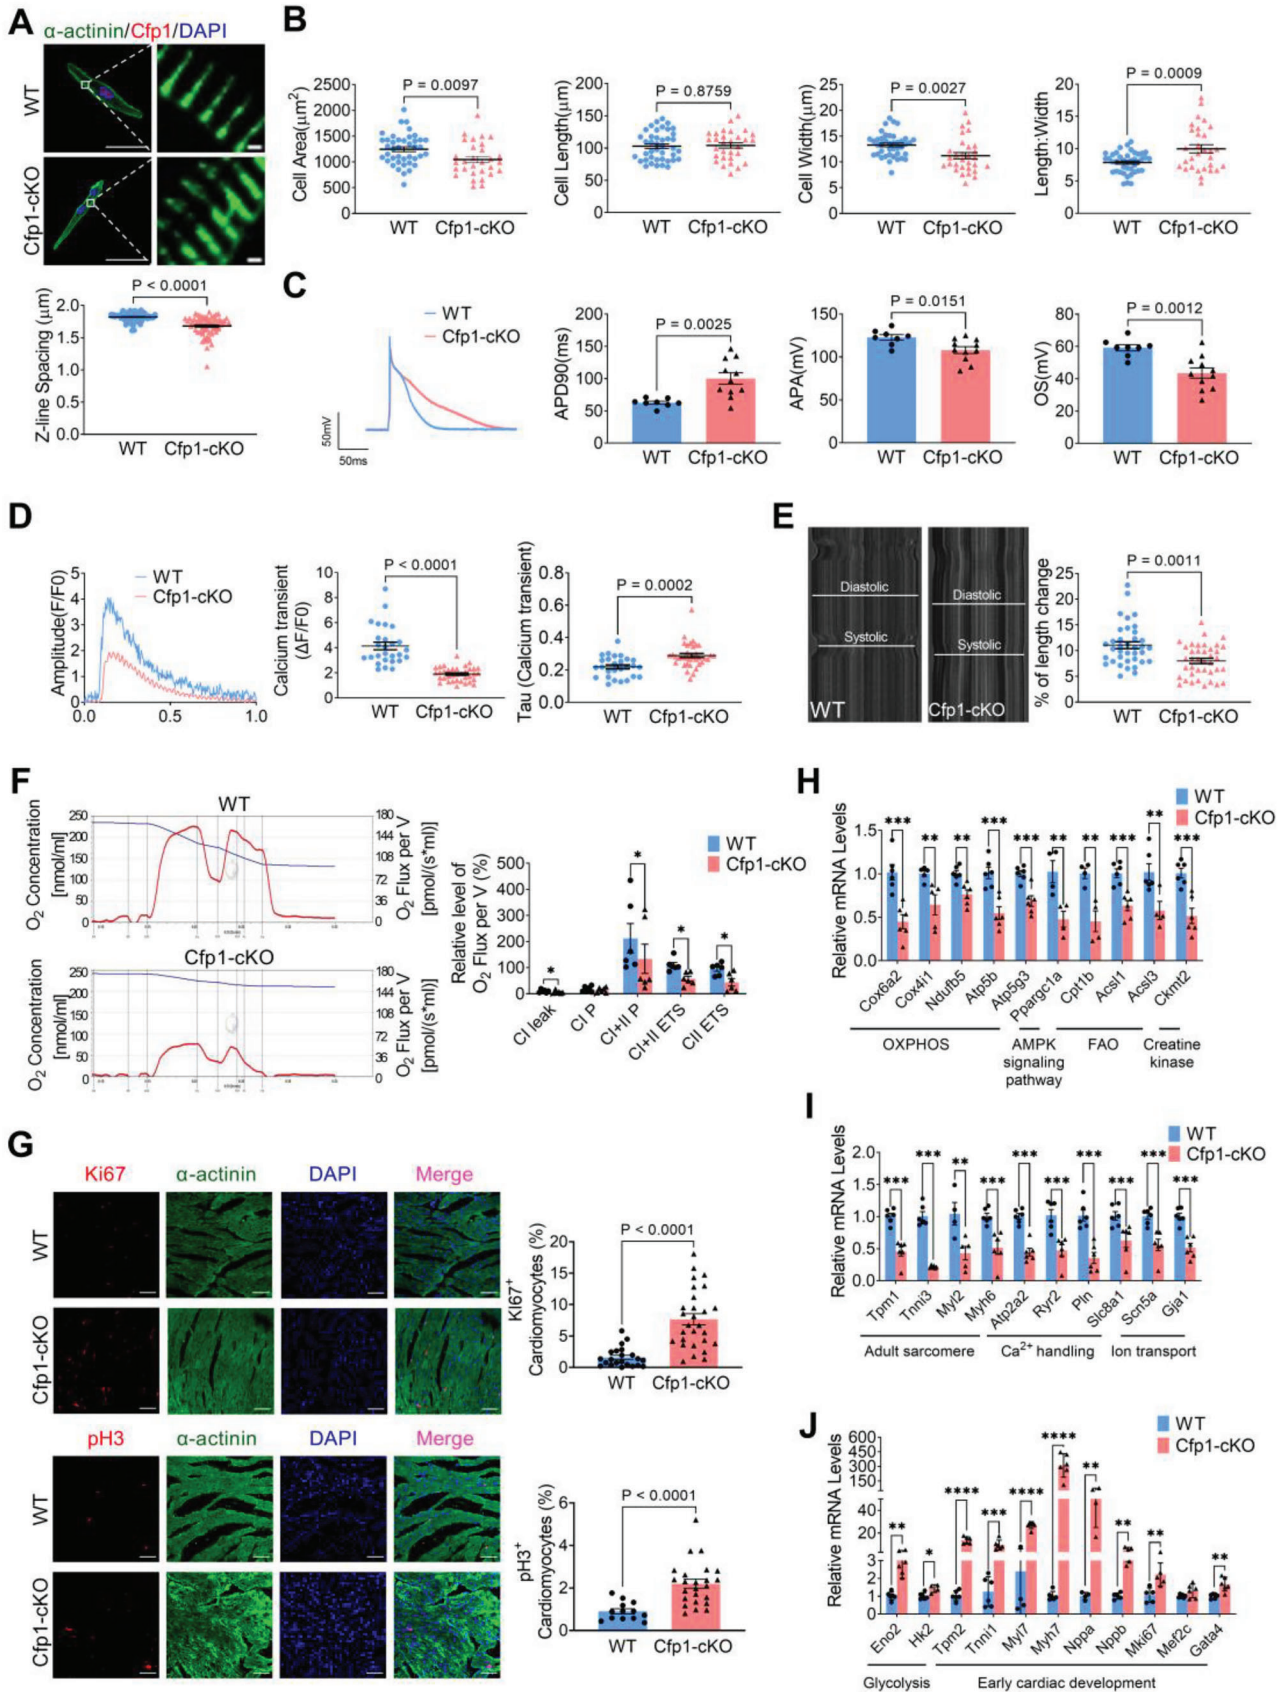 A
α-actinin/Cfp1/DAPI
WT
Cfp1-cKO
P < 0.0001
Z-line Spacing (μm)
2.0
1.5
1.0
0.5
0.0
WT Cfp1-cKO
B
P = 0.0097
Cell Area(μm²)
2500
2000
1500
1000
500
0
WT Cfp1-cKO
P = 0.8759
Cell Length(μm)
200
150
100
50
0
WT Cfp1-cKO
P = 0.0027
Cell Width(μm)
25
20
15
10
5
0
WT Cfp1-cKO
P = 0.0009
Length:Width
20
15
10
5
0
WT Cfp1-cKO
C
WT
Cfp1-cKO
50mV
50ms
P = 0.0025
APD90(ms)
200
150
100
50
0
WT Cfp1-cKO
P = 0.0151
APA(mV)
150
100
50
0
WT Cfp1-cKO
P = 0.0012
OS(mV)
80
60
40
20
0
WT Cfp1-cKO
D
WT
Cfp1-cKO
Amplitude(F/F0)
5
4
3
2
1
0
0.0 0.5 1.0
P < 0.0001
Calcium transient
(ΔF/F0)
10
8
6
4
2
0
WT Cfp1-cKO
P = 0.0002
Tau (Calcium transient)
0.8
0.6
0.4
0.2
0.0
WT Cfp1-cKO
E
Diastolic
Systolic
WT
Diastolic
Systolic
Cfp1-cKO
P = 0.0011
% of length change
25
20
15
10
5
0
WT Cfp1-cKO
F
WT
O₂ Concentration
[nmol/ml]
250
200
150
100
50
0
180
144
108
72
36
0
O₂ Flux per V
[pmol/(s*ml)]
Cfp1-cKO
O₂ Concentration
[nmol/ml]
250
200
150
100
50
0
180
144
108
72
36
0
O₂ Flux per V
[pmol/(s*ml)]
WT
Cfp1-cKO
Relative level of
O₂ Flux per V (%)
500
400
300
200
100
0
* * * *
CI leak CI P CI+II P CI+II ETS CII ETS
G
Ki67 α-actinin DAPI Merge
WT
Cfp1-cKO
P < 0.0001
Ki67⁺
Cardiomyocytes (%)
20
15
10
5
0
WT Cfp1-cKO
pH3 α-actinin DAPI Merge
WT
Cfp1-cKO
P < 0.0001
pH3⁺
Cardiomyocytes (%)
6
4
2
0
WT Cfp1-cKO
H
WT
Cfp1-cKO
Relative mRNA Levels
1.5
1.0
0.5
0.0
*** ** ** *** *** ** ** *** ** ***
Cox6a2 Cox4i1 Ndufb5 Atp5b Atp5g3 Ppargc1a Cpt1b Acsl1 Acsl3 Ckmt2
OXPHOS AMPK signaling pathway FAO Creatine kinase
I
WT
Cfp1-cKO
Relative mRNA Levels
2.0
1.5
1.0
0.5
0.0
*** *** ** *** *** *** *** *** *** ***
Tpm1 Tnni3 Myl2 Myh6 Atp2a2 Ryr2 Pln Slc8a1 Scn5a Gja1
Adult sarcomere Ca²⁺ handling Ion transport
J
WT
Cfp1-cKO
Relative mRNA Levels
600
450
300
150
40
20
3
2
1
0
** * **** *** **** **** ** ** ** **
Eno2 Hk2 Tpm2 Tnni1 Myl7 Myh7 Nppa Nppb Mki67 Mef2c Gata4
Glycolysis Early cardiac development